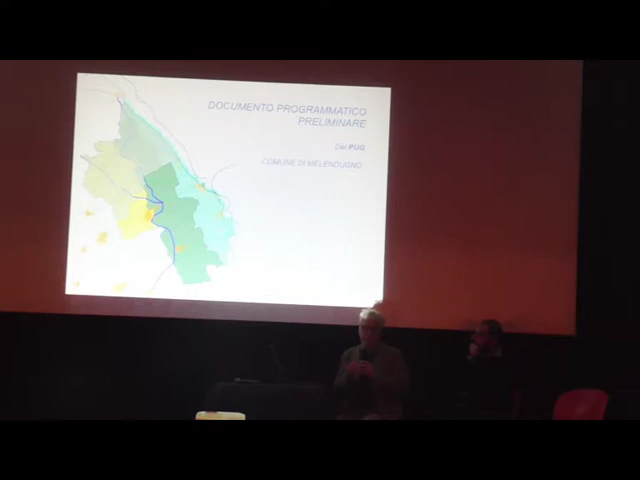 DOCUMENTO PROGRAMMATICO
PRELIMINARE
Del PUG
COMUNE DI MELENDUGNO